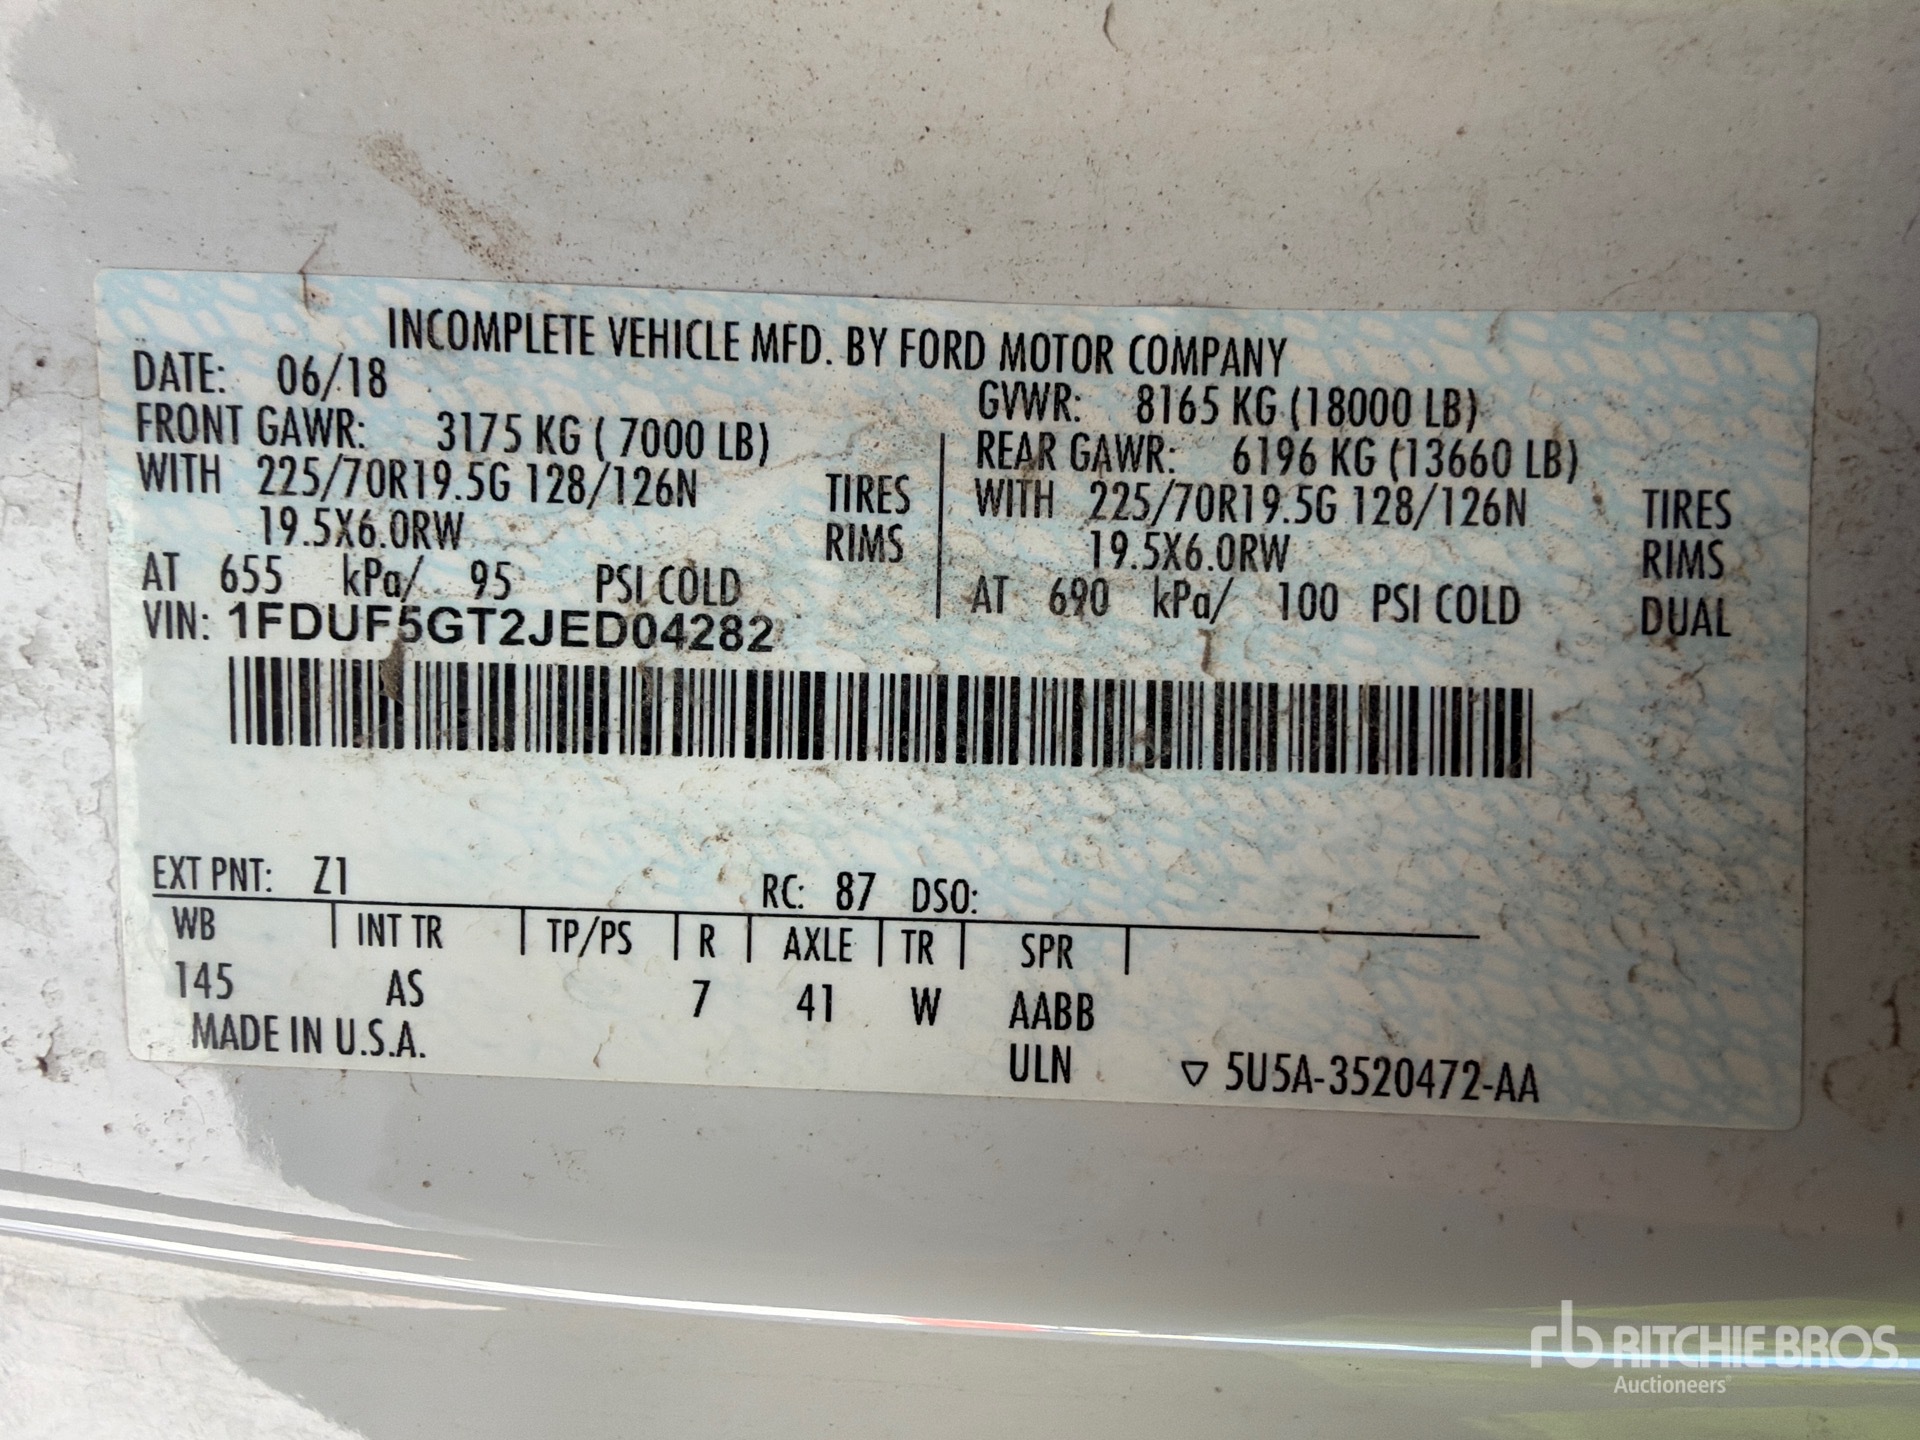 INCOMPLETE VEHICLE MFD. BY FORD MOTOR COMPANY
DATE: 06/18
GVWR: 8165 KG (18000 LB)
FRONT GAWR: 3175 KG ( 7000 LB)
REAR GAWR: 6196 KG (13660 LB)
WITH 225/70R19.5G 128/126N TIRES
WITH 225/70R19.5G 128/126N TIRES
19.5X6.0RW RIMS
19.5X6.0RW RIMS
AT 655 kPa/ 95 PSI COLD
AT 690 kPa/ 100 PSI COLD DUAL
VIN: 1FDUF5GT2JED04282
EXT PNT: Z1 RC: 87 DSO:
WB INT TR TP/PS R AXLE TR SPR
145 AS 7 41 W AABB
MADE IN U.S.A. ULN ▽ 5U5A-3520472-AA
rb RITCHIE BROS.
Auctioneers